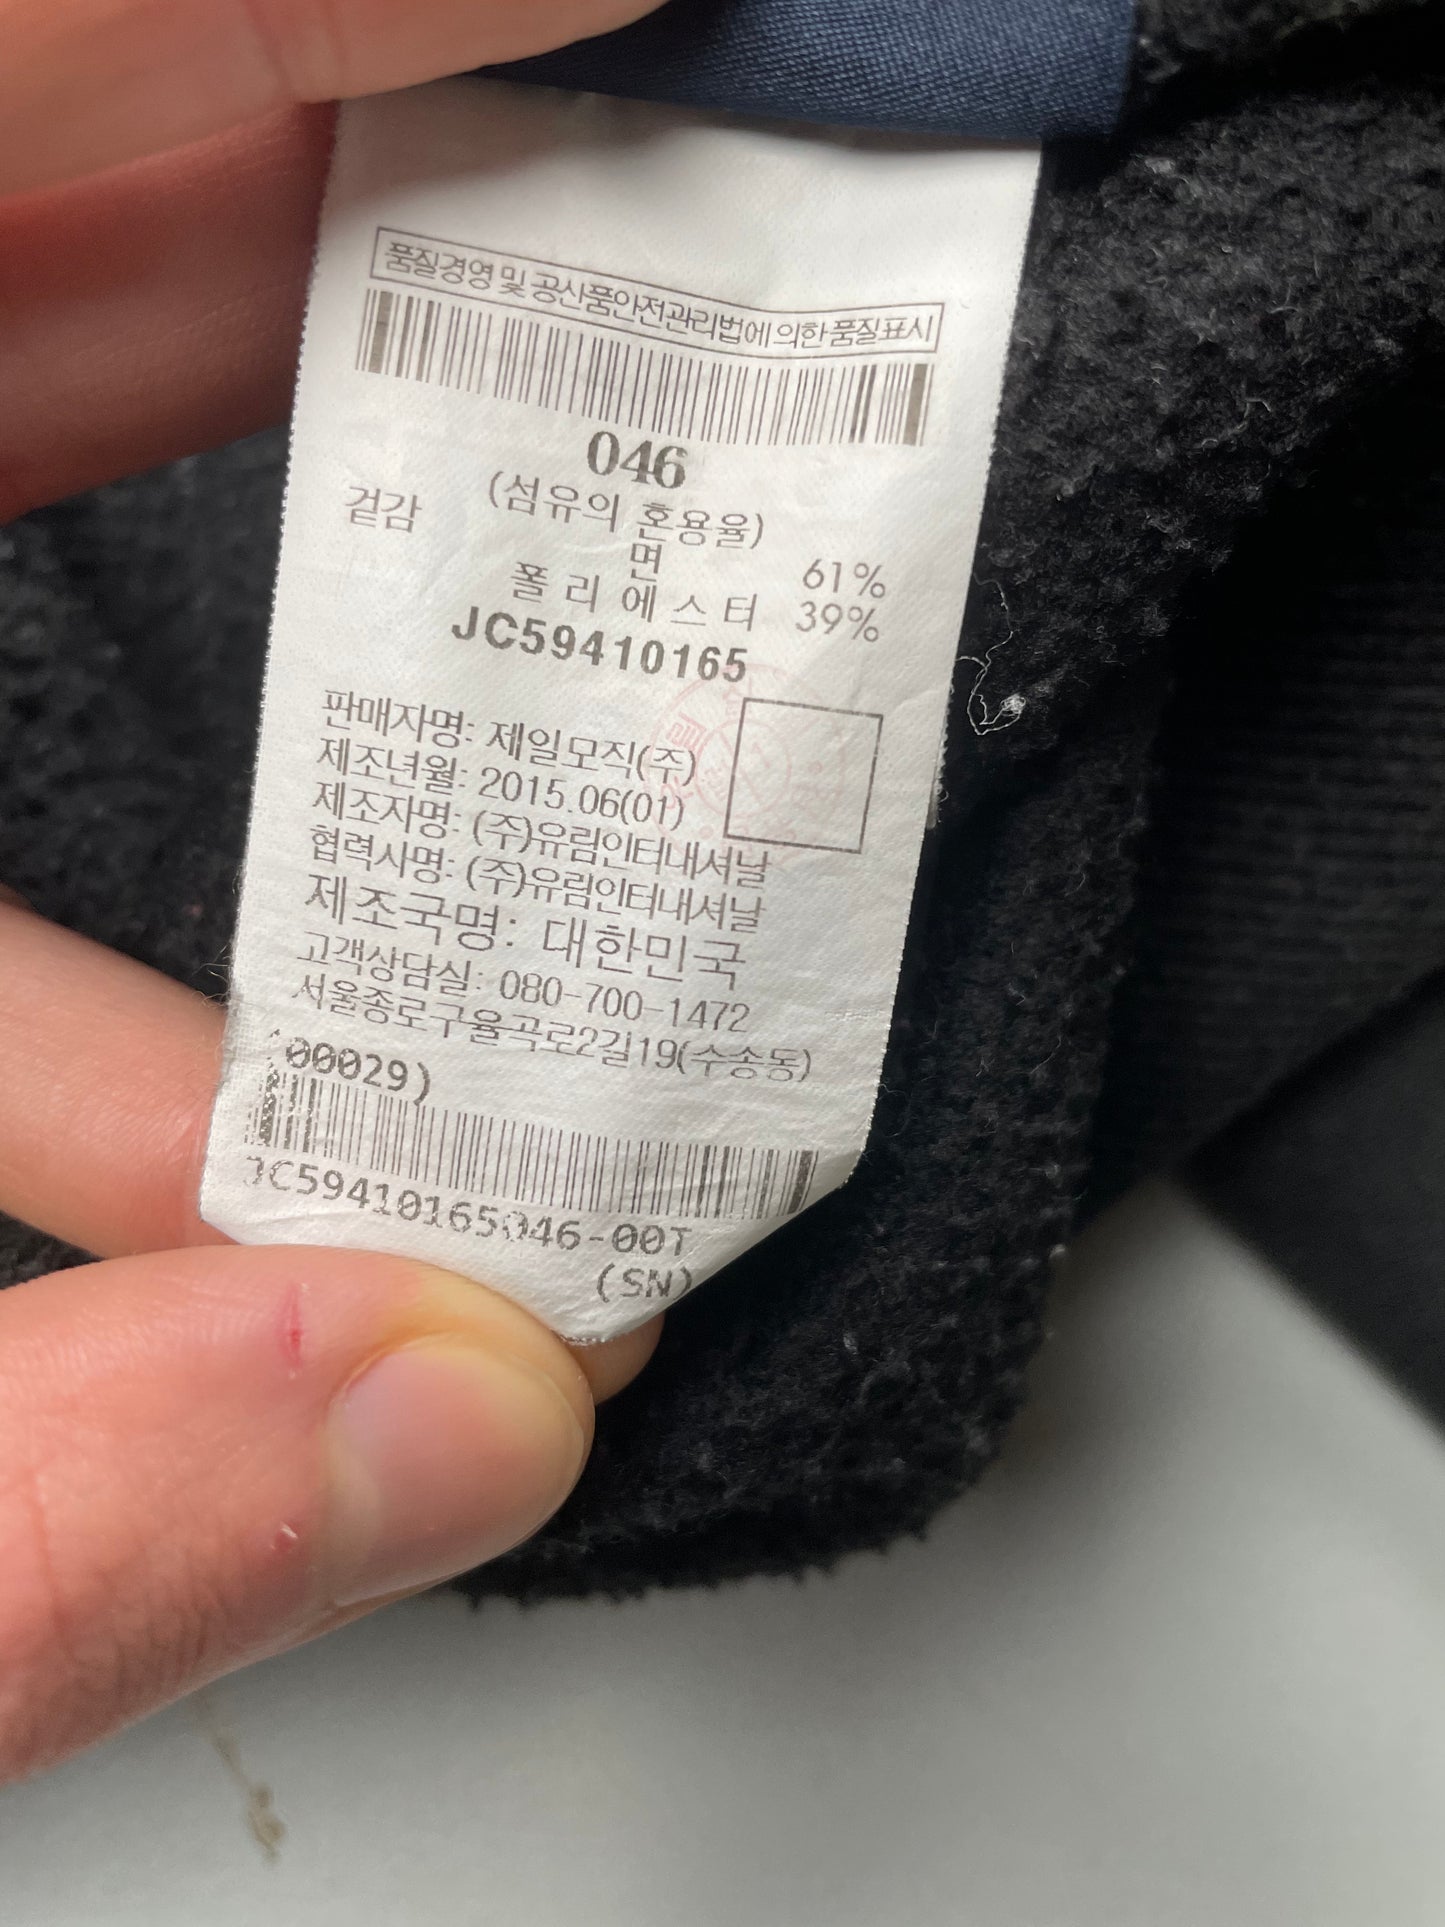 품질경영 및 공산품안전관리법에 의한 품질표시
046
(섬유의 혼용율)
겉감
면 61%
폴리에스터 39%
JC59410165
판매자명: 제일모직(주)
제조년월: 2015.06(01)
제조자명: (주)유림인터내셔날
협력사명: (주)유림인터내셔날
제조국명: 대한민국
고객상담실: 080-700-1472
서울종로구율곡로2길19(수송동)
(00029)
JC59410165046-00T
(SN)